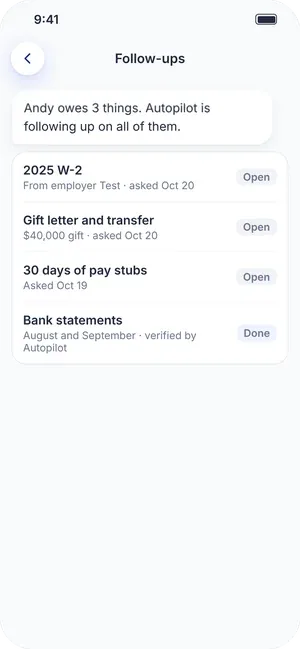 9:41
Follow-ups
Andy owes 3 things. Autopilot is
following up on all of them.
2025 W-2
From employer Test · asked Oct 20
Open
Gift letter and transfer
$40,000 gift · asked Oct 20
Open
30 days of pay stubs
Asked Oct 19
Open
Bank statements
August and September · verified by
Autopilot
Done